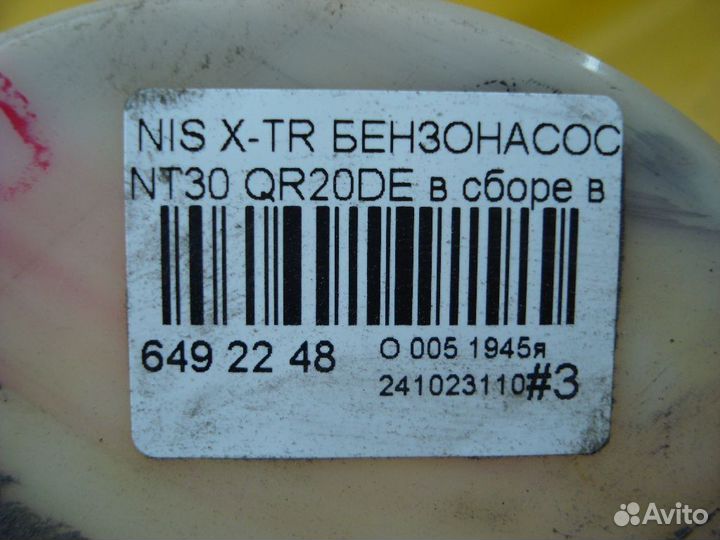 NIS X-TR БЕНЗОНАСОС
NT30 QR20DE в сборе в
649 22 48
O 005 1945я
241023110#3
Avito